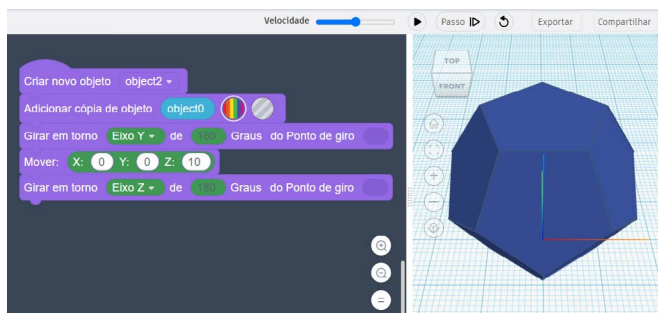 Velocidade Passo Exportar Compartilhar
TOP
FRONT
Criar novo objeto object2
Adicionar cópia de objeto object0
Girar em torno Eixo Y de 180 Graus do Ponto de giro
Mover: X: 0 Y: 0 Z: 10
Girar em torno Eixo Z de 180 Graus do Ponto de giro